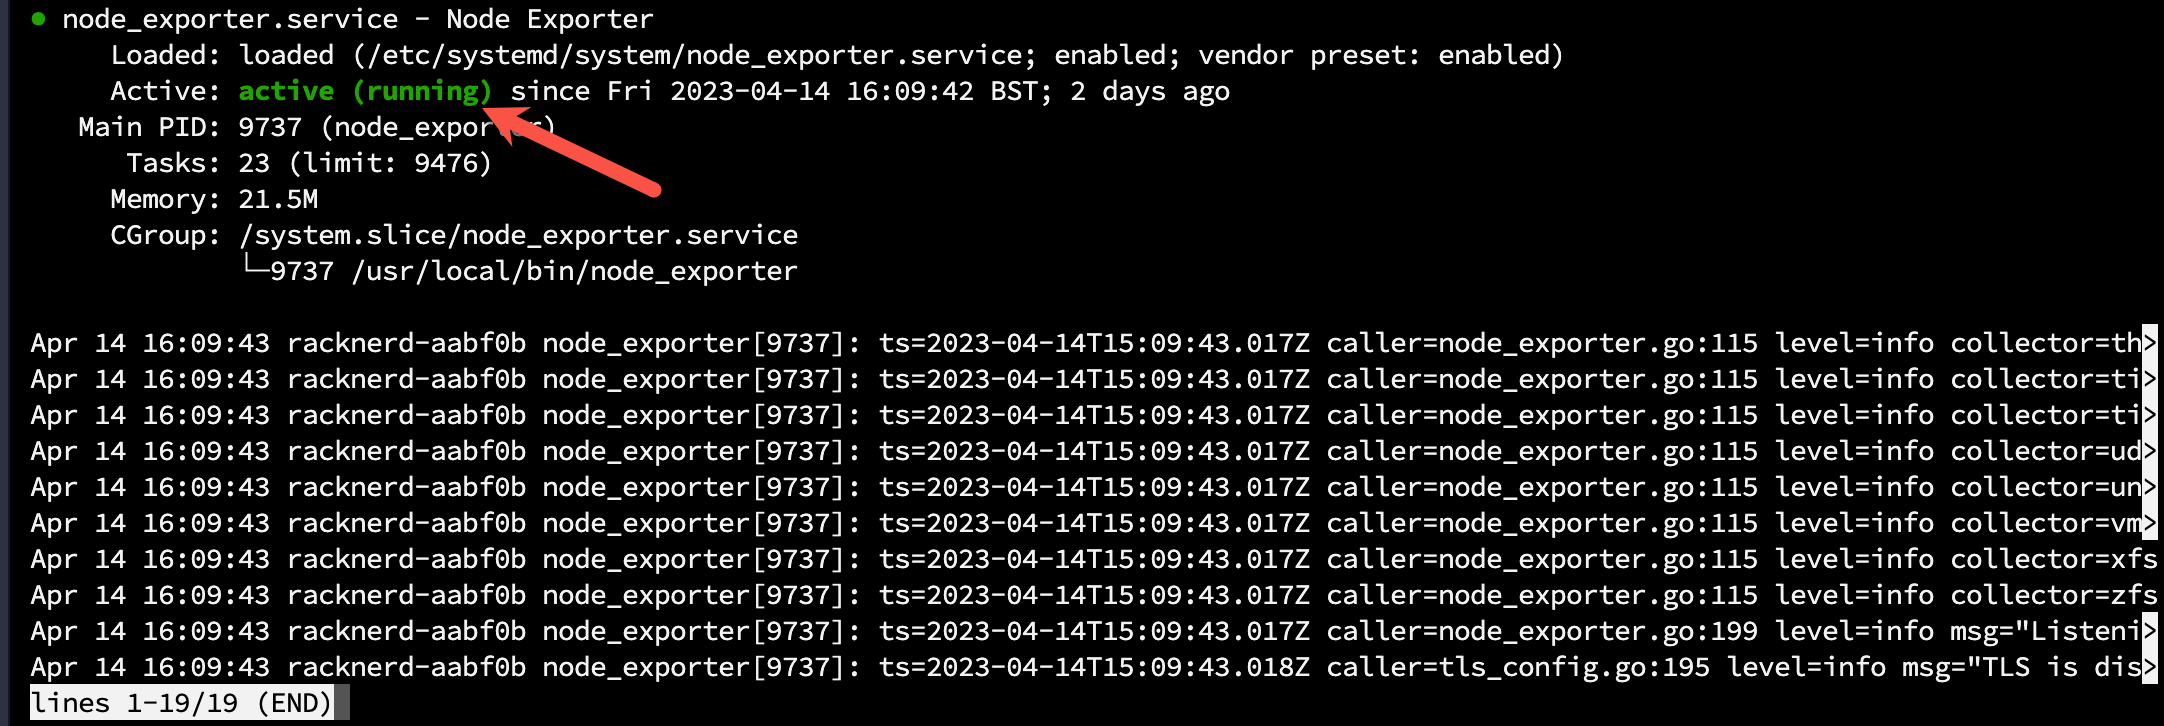 ● node_exporter.service - Node Exporter
Loaded: loaded (/etc/systemd/system/node_exporter.service; enabled; vendor preset: enabled)
Active: active (running) since Fri 2023-04-14 16:09:42 BST; 2 days ago
Main PID: 9737 (node_exporter)
Tasks: 23 (limit: 9476)
Memory: 21.5M
CGroup: /system.slice/node_exporter.service
└─9737 /usr/local/bin/node_exporter
Apr 14 16:09:43 racknerd-aabf0b node_exporter[9737]: ts=2023-04-14T15:09:43.017Z caller=node_exporter.go:115 level=info collector=th>
Apr 14 16:09:43 racknerd-aabf0b node_exporter[9737]: ts=2023-04-14T15:09:43.017Z caller=node_exporter.go:115 level=info collector=ti>
Apr 14 16:09:43 racknerd-aabf0b node_exporter[9737]: ts=2023-04-14T15:09:43.017Z caller=node_exporter.go:115 level=info collector=ti>
Apr 14 16:09:43 racknerd-aabf0b node_exporter[9737]: ts=2023-04-14T15:09:43.017Z caller=node_exporter.go:115 level=info collector=ud>
Apr 14 16:09:43 racknerd-aabf0b node_exporter[9737]: ts=2023-04-14T15:09:43.017Z caller=node_exporter.go:115 level=info collector=un>
Apr 14 16:09:43 racknerd-aabf0b node_exporter[9737]: ts=2023-04-14T15:09:43.017Z caller=node_exporter.go:115 level=info collector=vm>
Apr 14 16:09:43 racknerd-aabf0b node_exporter[9737]: ts=2023-04-14T15:09:43.017Z caller=node_exporter.go:115 level=info collector=xfs
Apr 14 16:09:43 racknerd-aabf0b node_exporter[9737]: ts=2023-04-14T15:09:43.017Z caller=node_exporter.go:115 level=info collector=zfs
Apr 14 16:09:43 racknerd-aabf0b node_exporter[9737]: ts=2023-04-14T15:09:43.017Z caller=node_exporter.go:199 level=info msg="Listeni>
Apr 14 16:09:43 racknerd-aabf0b node_exporter[9737]: ts=2023-04-14T15:09:43.018Z caller=tls_config.go:195 level=info msg="TLS is dis>
lines 1-19/19 (END)